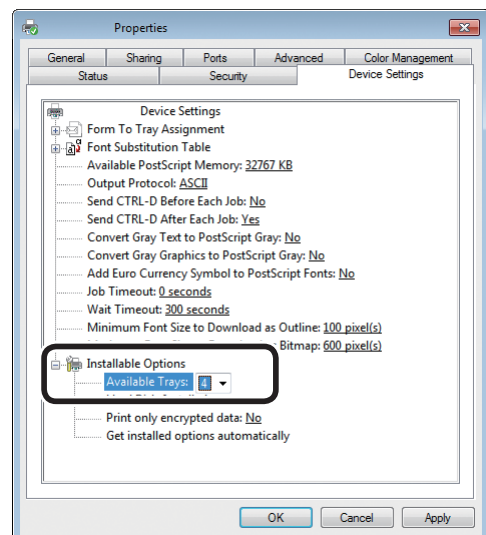 Properties
General Sharing Ports Advanced Color Management
Status Security Device Settings
Device Settings
Form To Tray Assignment
Font Substitution Table
Available PostScript Memory: 32767 KB
Output Protocol: ASCII
Send CTRL-D Before Each Job: No
Send CTRL-D After Each Job: Yes
Convert Gray Text to PostScript Gray: No
Convert Gray Graphics to PostScript Gray: No
Add Euro Currency Symbol to PostScript Fonts: No
Job Timeout: 0 seconds
Wait Timeout: 300 seconds
Minimum Font Size to Download as Outline: 100 pixel(s)
Bitmap: 600 pixel(s)
Installable Options
Available Trays: 4
Print only encrypted data: No
Get installed options automatically
OK Cancel Apply